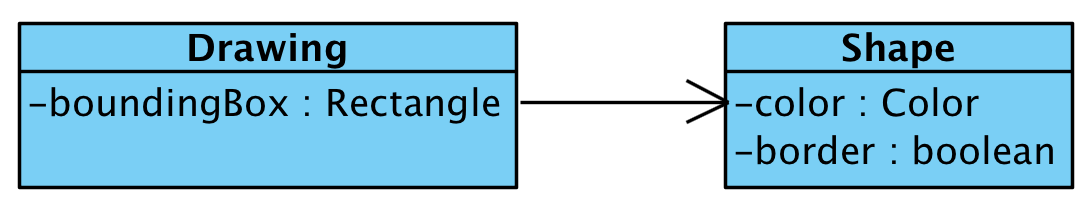 Drawing
-boundingBox : Rectangle
Shape
-color : Color
-border : boolean